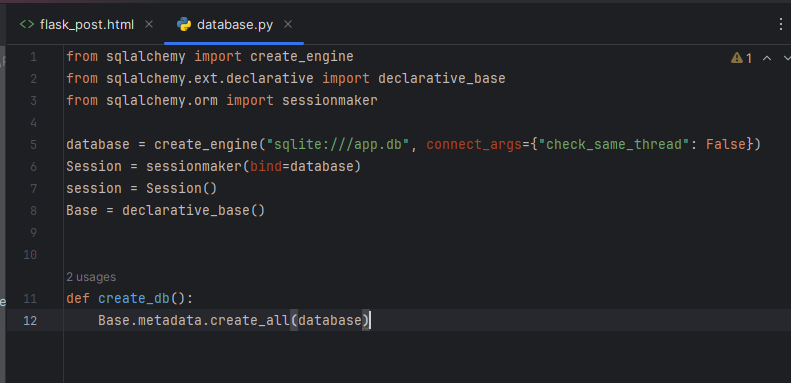 flask_post.html × database.py ×
1 from sqlalchemy import create_engine
2 from sqlalchemy.ext.declarative import declarative_base
3 from sqlalchemy.orm import sessionmaker
4
5 database = create_engine("sqlite:///app.db", connect_args={"check_same_thread": False})
6 Session = sessionmaker(bind=database)
7 session = Session()
8 Base = declarative_base()
9
10
2 usages
11 def create_db():
12     Base.metadata.create_all(database)
1